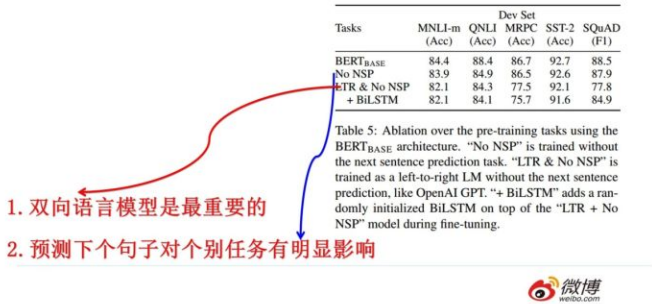 Dev Set
Tasks MNLI-m QNLI MRPC SST-2 SQuAD
(Acc) (Acc) (Acc) (Acc) (F1)
BERTBASE 84.4 88.4 86.7 92.7 88.5
No NSP 83.9 84.9 86.5 92.6 87.9
LTR & No NSP 82.1 84.3 77.5 92.1 77.8
+ BiLSTM 82.1 84.1 75.7 91.6 84.9
Table 5: Ablation over the pre-training tasks using the
BERTBASE architecture. “No NSP” is trained without
the next sentence prediction task. “LTR & No NSP” is
trained as a left-to-right LM without the next sentence
prediction, like OpenAI GPT. “+ BiLSTM” adds a ran-
domly initialized BiLSTM on top of the “LTR + No
NSP” model during fine-tuning.
1. 双向语言模型是最重要的
2. 预测下个句子对个别任务有明显影响
微博
weibo.com